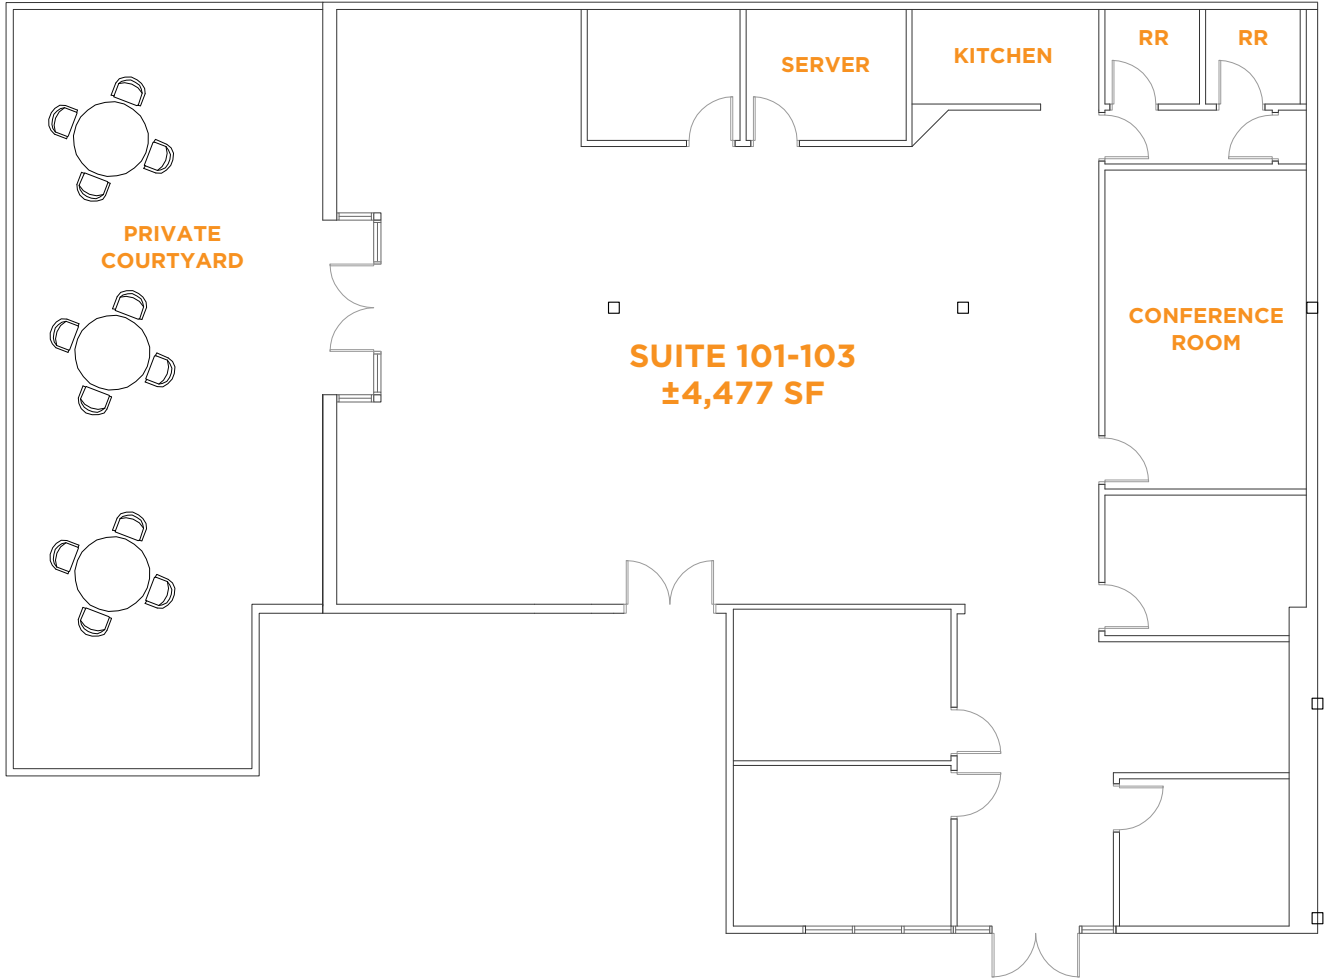 SERVER
KITCHEN
RR
RR
PRIVATE
COURTYARD
CONFERENCE
ROOM
SUITE 101-103
±4,477 SF